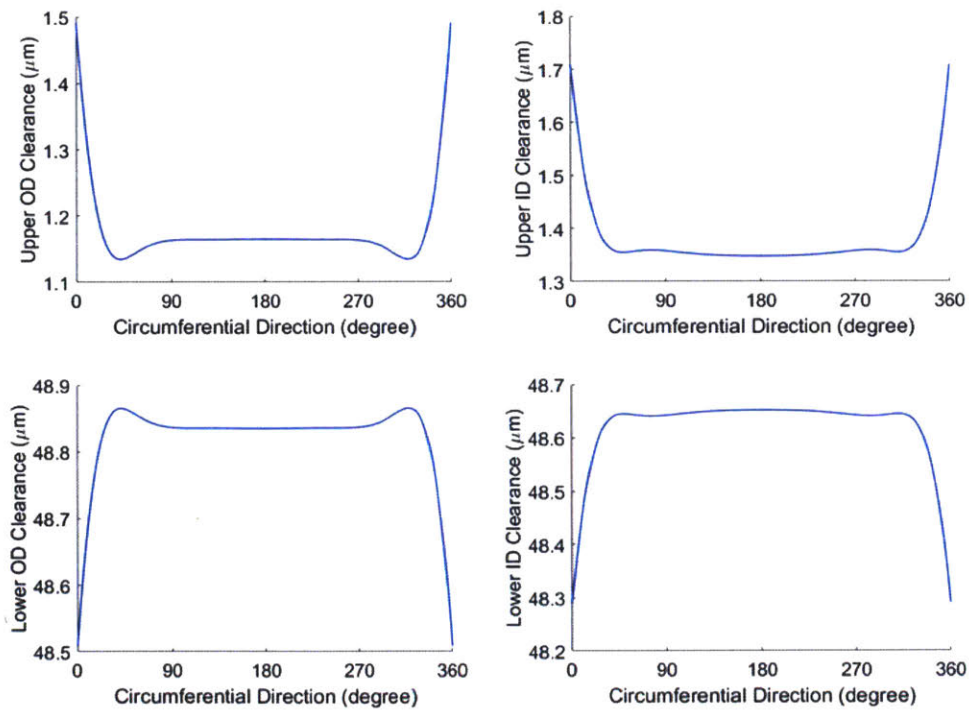 Upper OD Clearance (μm)
1.5
1.4
1.3
1.2
1.1
0 90 180 270 360
Circumferential Direction (degree)
Upper ID Clearance (μm)
1.8
1.7
1.6
1.5
1.4
1.3
0 90 180 270 360
Circumferential Direction (degree)
Lower OD Clearance (μm)
48.9
48.8
48.7
48.6
48.5
0 90 180 270 360
Circumferential Direction (degree)
Lower ID Clearance (μm)
48.7
48.6
48.5
48.4
48.3
48.2
0 90 180 270 360
Circumferential Direction (degree)